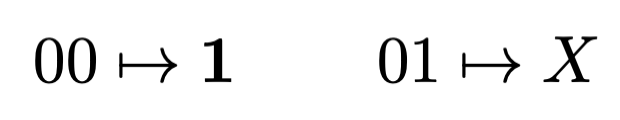 00 ↦ 𝟏 01 ↦ X